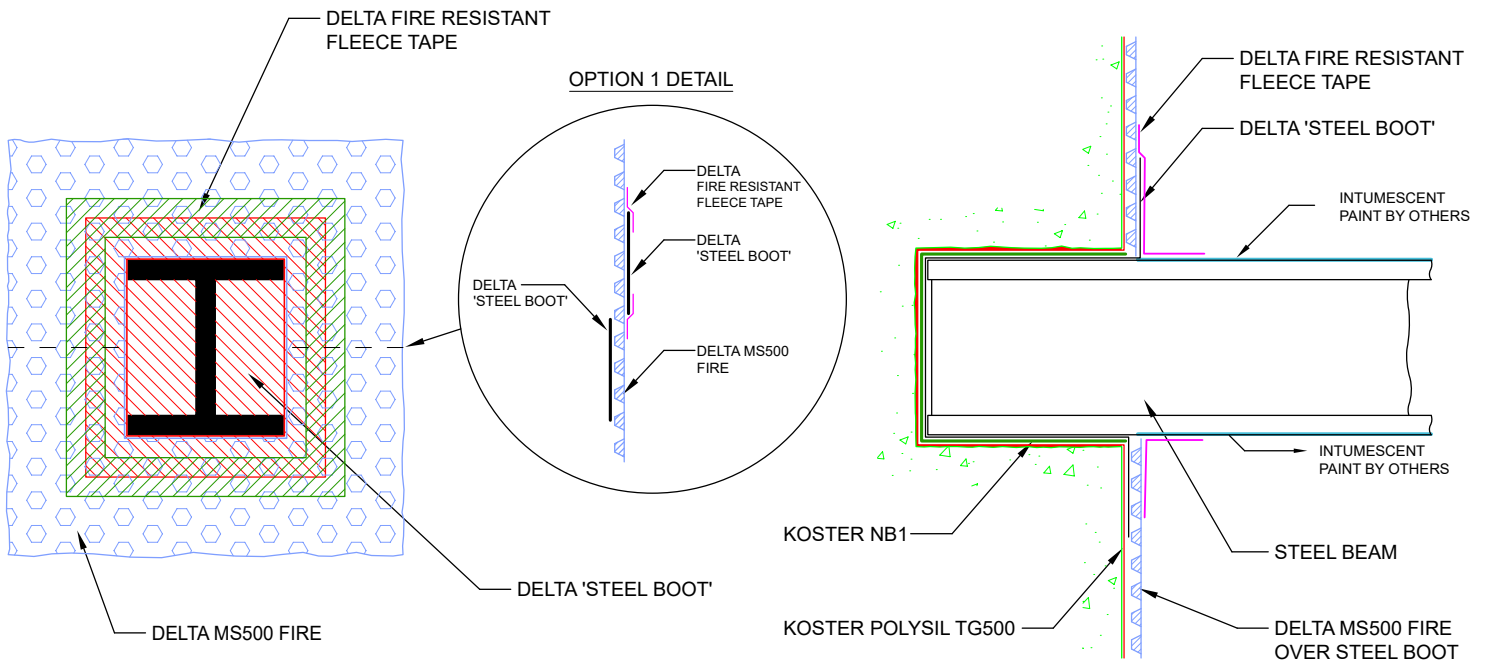 DELTA FIRE RESISTANT
FLEECE TAPE
DELTA 'STEEL BOOT'
DELTA MS500 FIRE
OPTION 1 DETAIL
DELTA
FIRE RESISTANT
FLEECE TAPE
DELTA
'STEEL BOOT'
DELTA
'STEEL BOOT'
DELTA MS500
FIRE
DELTA FIRE RESISTANT
FLEECE TAPE
DELTA 'STEEL BOOT'
INTUMESCENT
PAINT BY OTHERS
INTUMESCENT
PAINT BY OTHERS
KOSTER NB1
STEEL BEAM
KOSTER POLYSIL TG500
DELTA MS500 FIRE
OVER STEEL BOOT